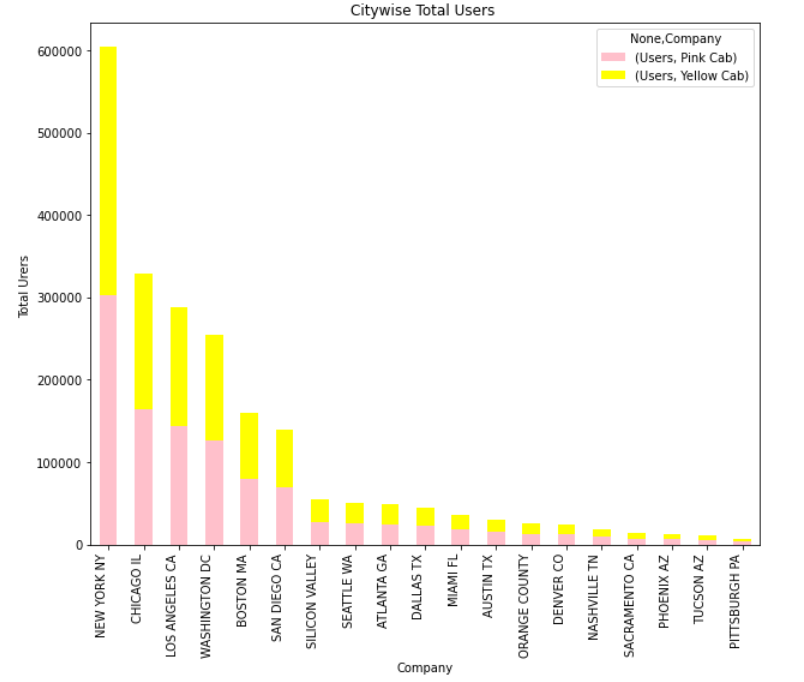 Citywise Total Users
None,Company
(Users, Pink Cab)
(Users, Yellow Cab)
Total Urers
600000
500000
400000
300000
200000
100000
0
NEW YORK NY
CHICAGO IL
LOS ANGELES CA
WASHINGTON DC
BOSTON MA
SAN DIEGO CA
SILICON VALLEY
SEATTLE WA
ATLANTA GA
DALLAS TX
MIAMI FL
AUSTIN TX
ORANGE COUNTY
DENVER CO
NASHVILLE TN
SACRAMENTO CA
PHOENIX AZ
TUCSON AZ
PITTSBURGH PA
Company